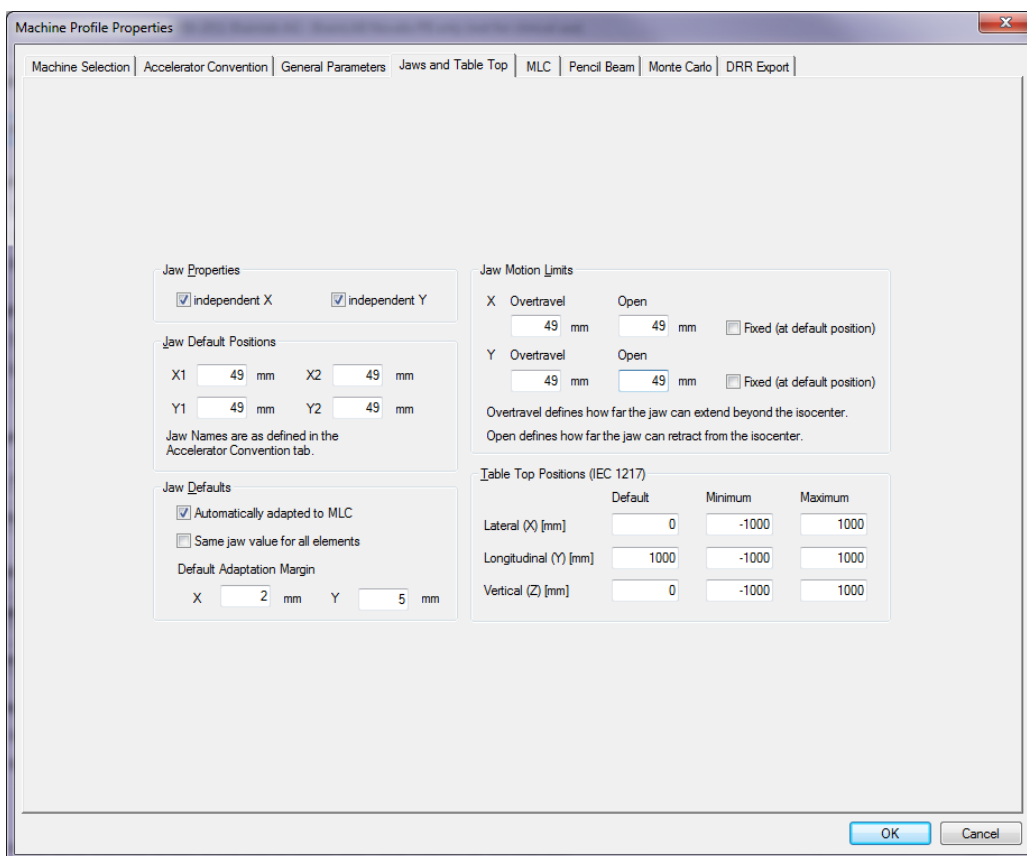 Machine Profile Properties
Machine Selection Accelerator Convention General Parameters Jaws and Table Top MLC Pencil Beam Monte Carlo DRR Export
Jaw Properties
independent X independent Y
Jaw Default Positions
X1 49 mm X2 49 mm
Y1 49 mm Y2 49 mm
Jaw Names are as defined in the
Accelerator Convention tab.
Jaw Defaults
Automatically adapted to MLC
Same jaw value for all elements
Default Adaptation Margin
X 2 mm Y 5 mm
Jaw Motion Limits
X Overtravel Open
49 mm 49 mm Fixed (at default position)
Y Overtravel Open
49 mm 49 mm Fixed (at default position)
Overtravel defines how far the jaw can extend beyond the isocenter.
Open defines how far the jaw can retract from the isocenter.
Table Top Positions (IEC 1217)
Default Minimum Maximum
Lateral (X) [mm] 0 -1000 1000
Longitudinal (Y) [mm] 1000 -1000 1000
Vertical (Z) [mm] 0 -1000 1000
OK Cancel